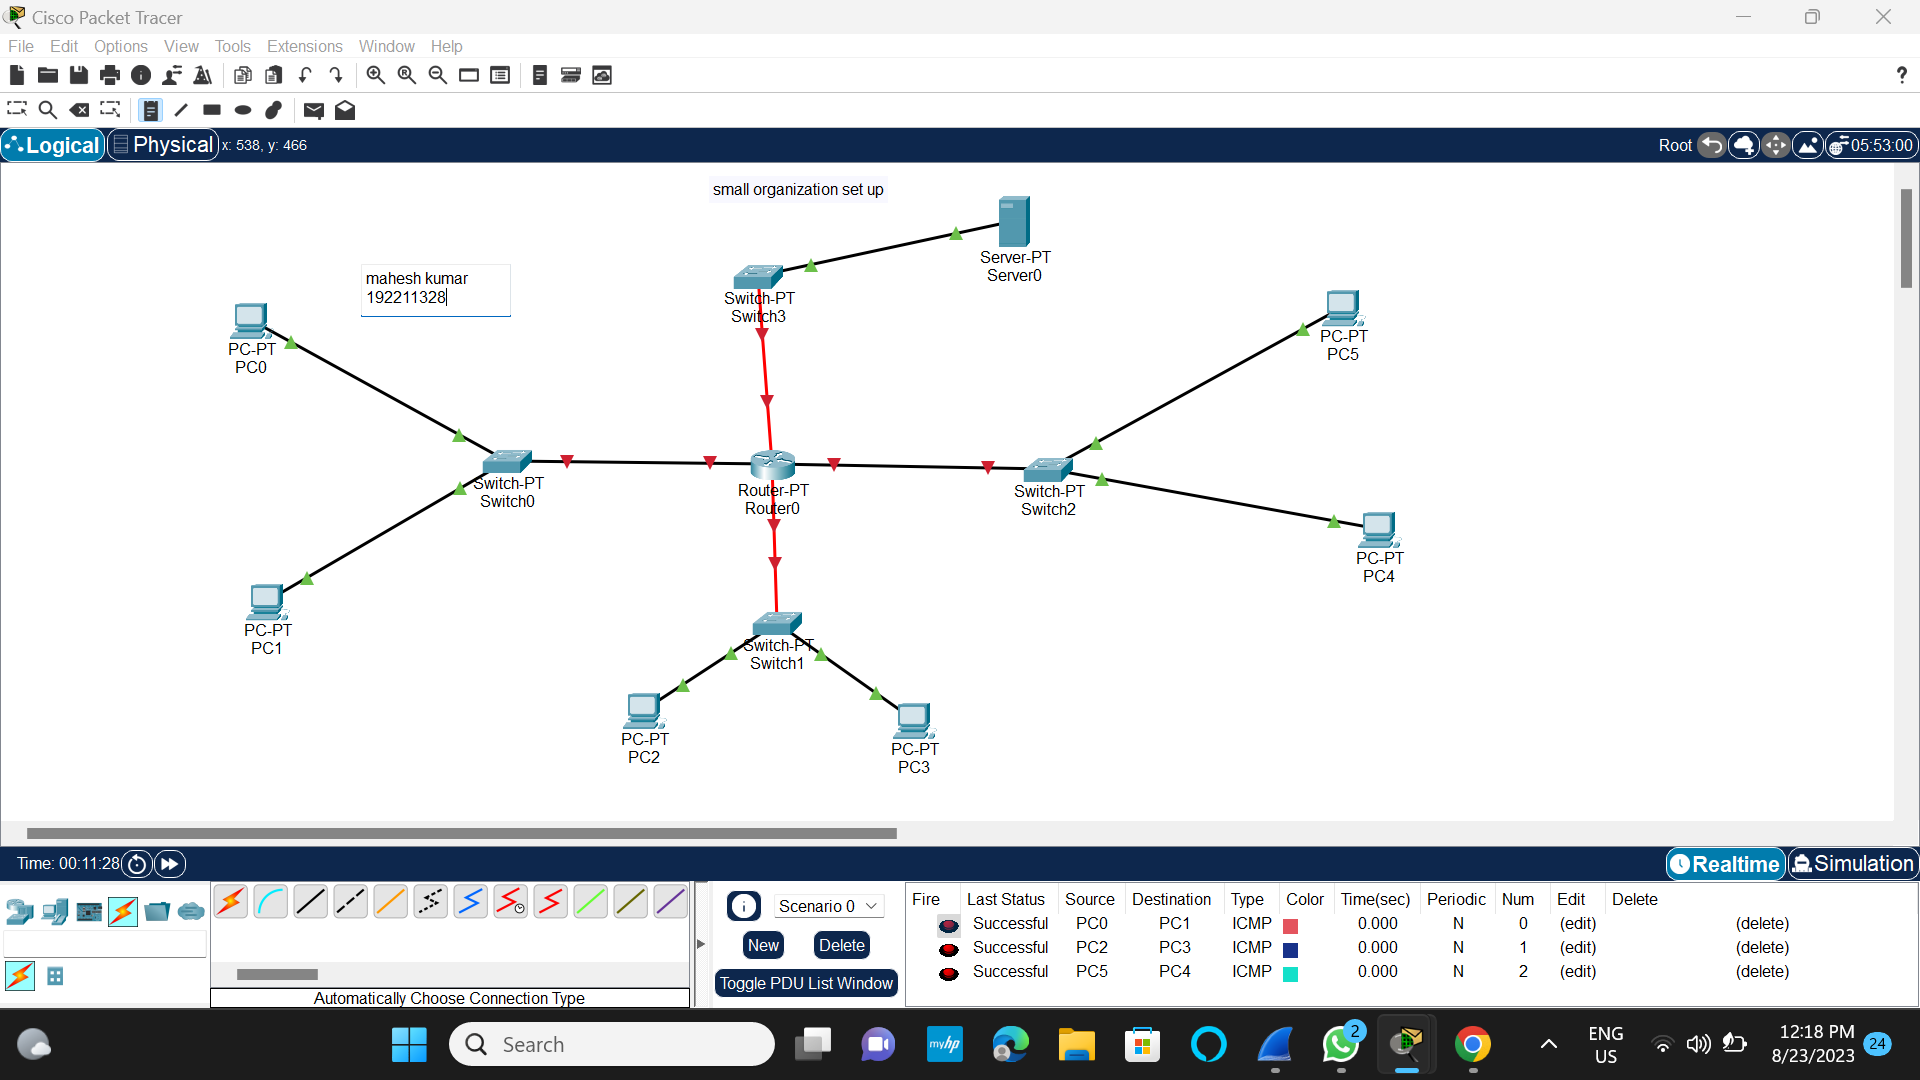 Cisco Packet Tracer
File Edit Options View Tools Extensions Window Help
?
Logical Physical x: 538, y: 466 Root 05:53:00
small organization set up
Server-PT
Server0
mahesh kumar
192211328
Switch-PT
Switch3
PC-PT
PC0
PC-PT
PC5
Switch-PT
Switch0
Router-PT
Router0
Switch-PT
Switch2
PC-PT
PC4
PC-PT
PC1
Switch-PT
Switch1
PC-PT
PC2
PC-PT
PC3
Time: 00:11:28 Realtime Simulation
Scenario 0
New Delete
Toggle PDU List Window
Automatically Choose Connection Type
Fire Last Status Source Destination Type Color Time(sec) Periodic Num Edit Delete
Successful PC0 PC1 ICMP 0.000 N 0 (edit) (delete)
Successful PC2 PC3 ICMP 0.000 N 1 (edit) (delete)
Successful PC5 PC4 ICMP 0.000 N 2 (edit) (delete)
Search
myhp
2
ENG
US
12:18 PM
8/23/2023
24